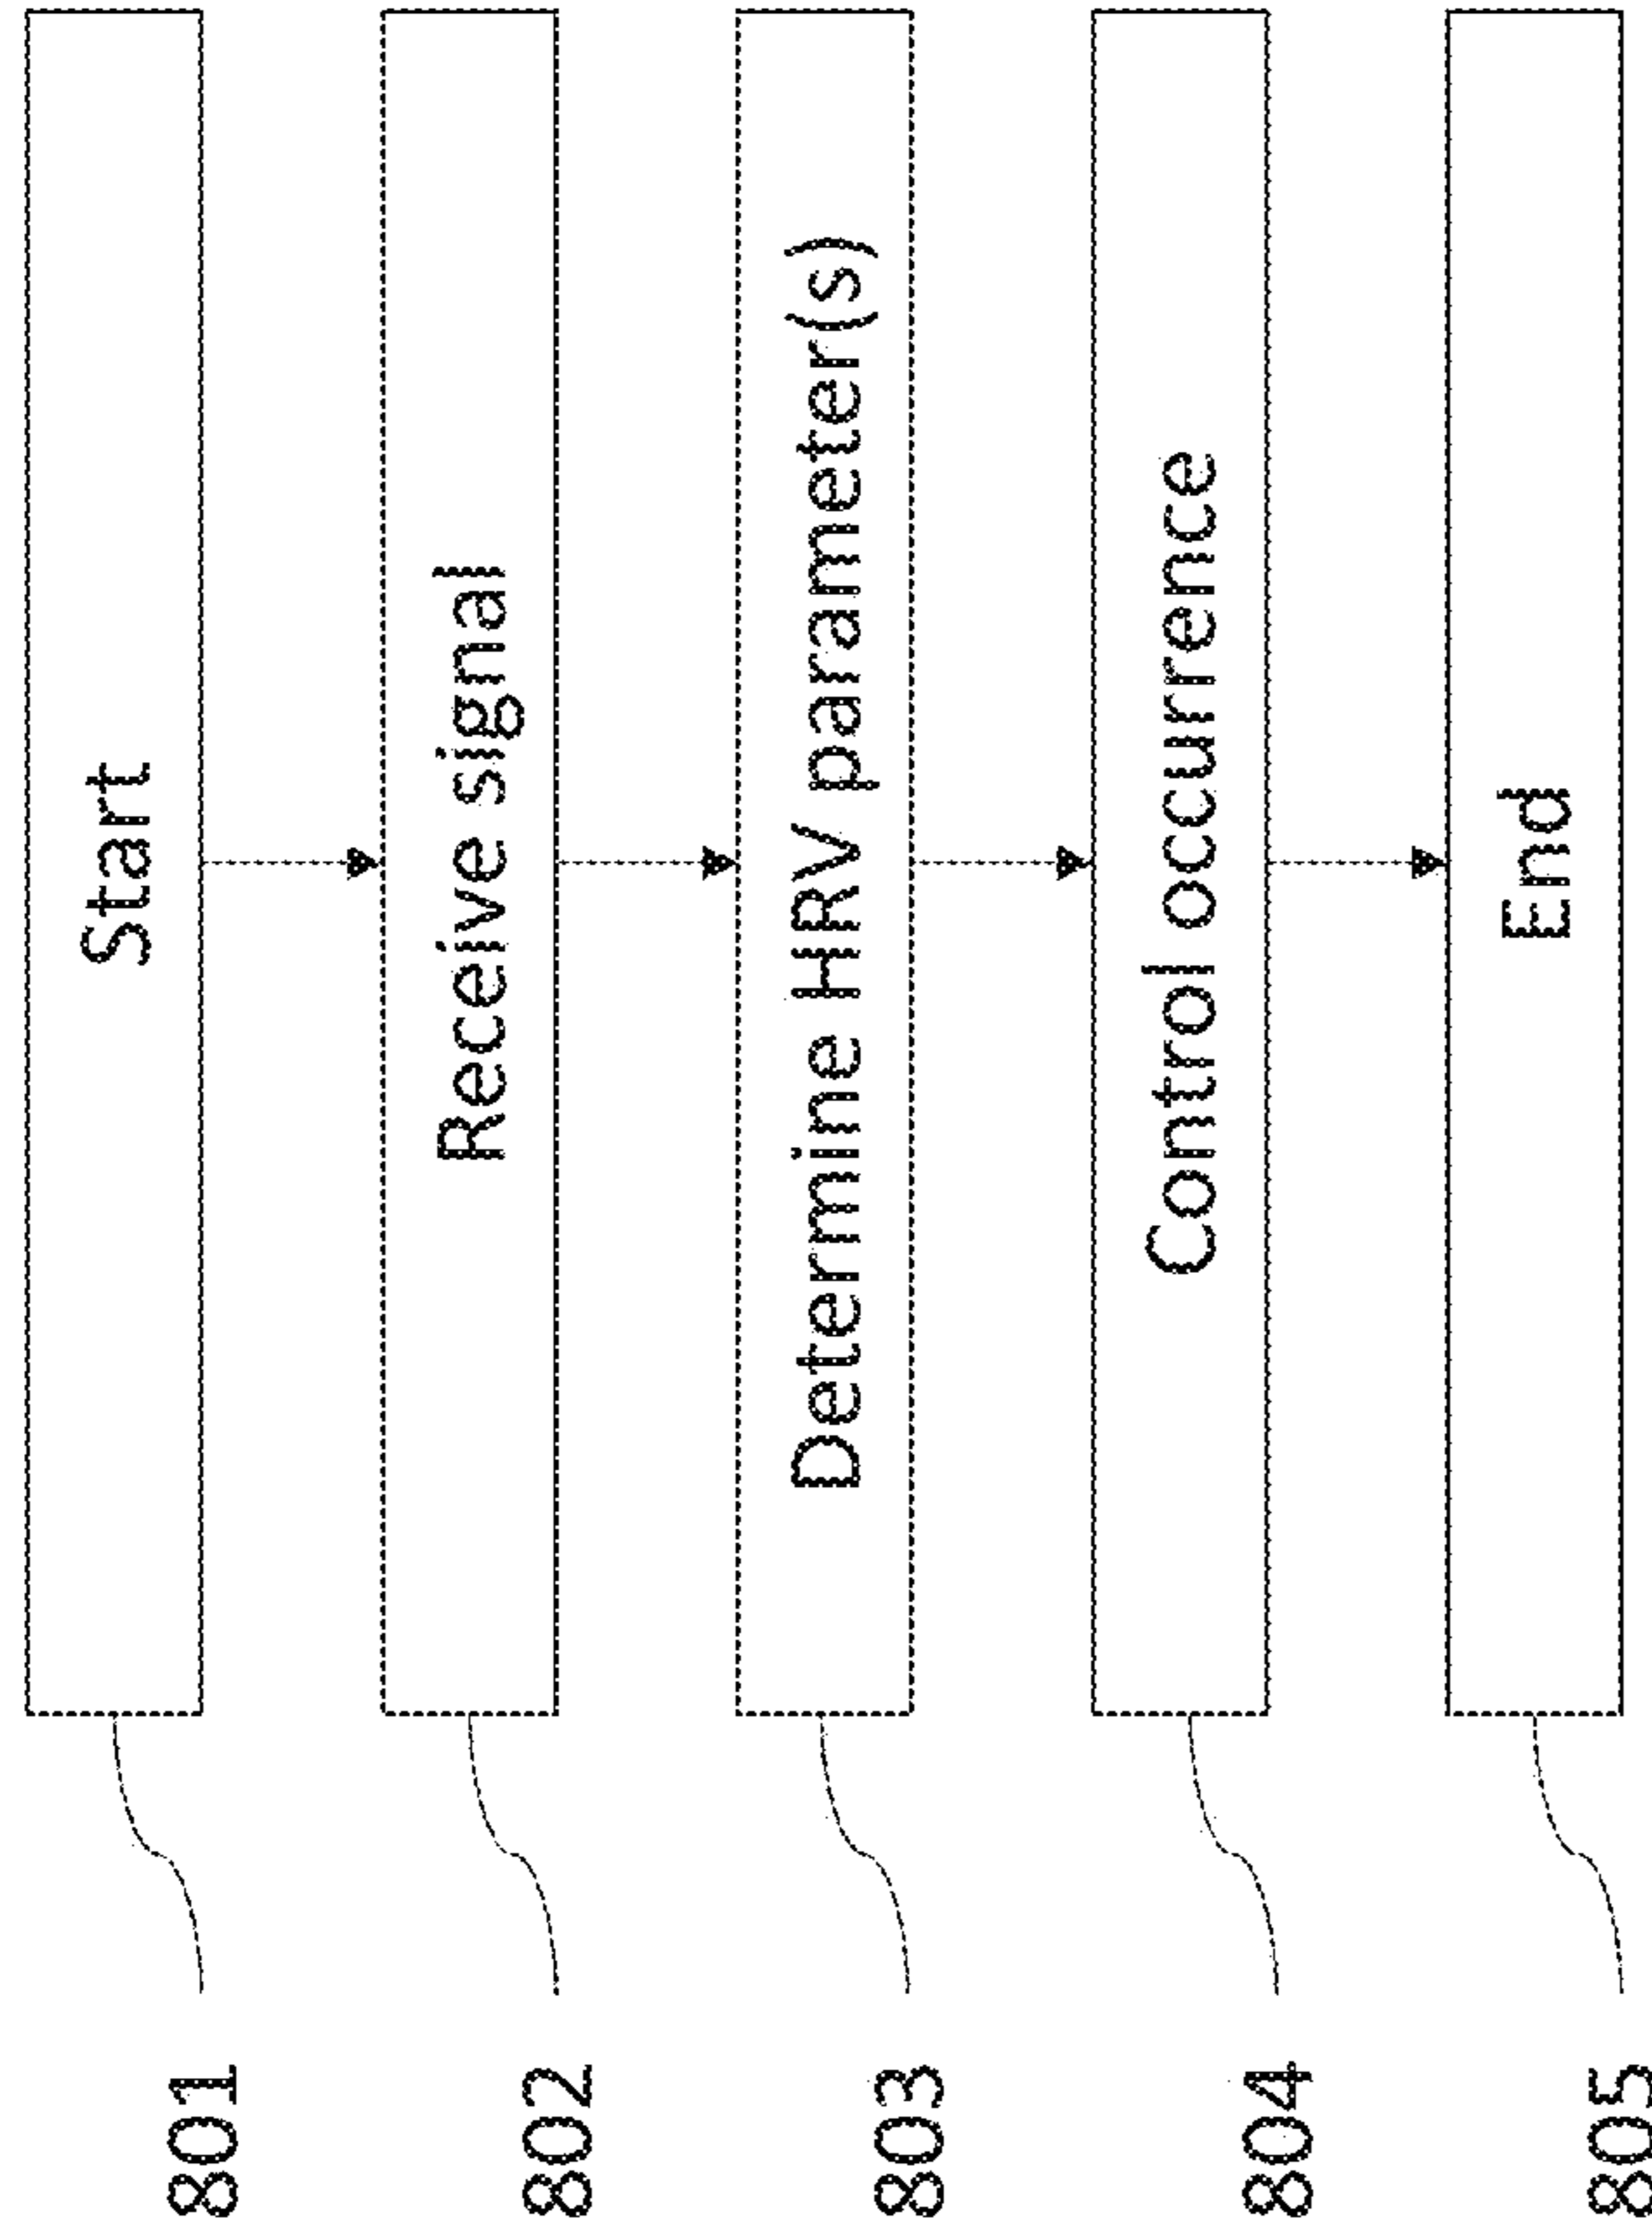 801
Start
802
Receive signal
803
Determine HRV parameter(s)
804
Control occurrence
805
End